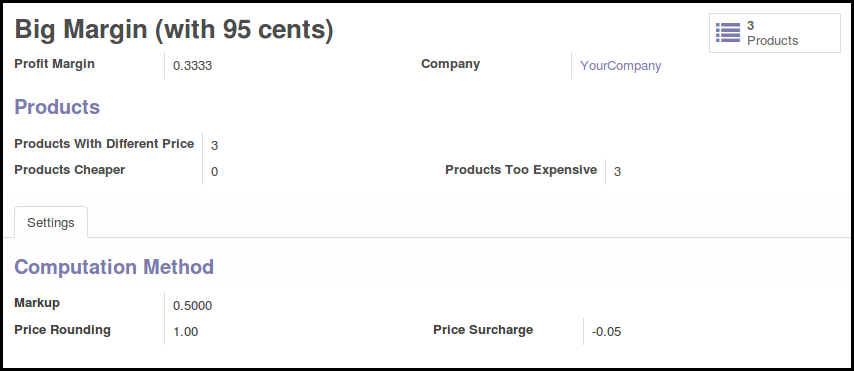 Big Margin (with 95 cents)
3
Products
Profit Margin 0.3333 Company YourCompany
Products
Products With Different Price 3
Products Cheaper 0 Products Too Expensive 3
Settings
Computation Method
Markup 0.5000
Price Rounding 1.00 Price Surcharge -0.05